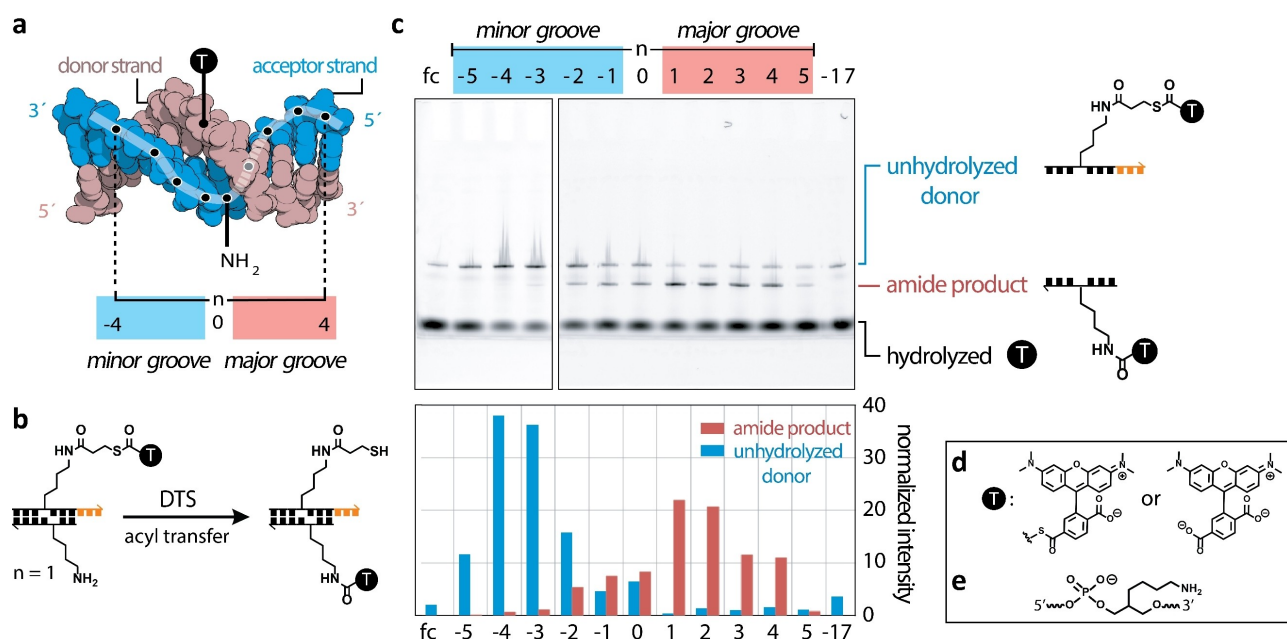 a
donor strand
T
acceptor strand
3´
5´
5´
3´
NH2
n
-4
0
4
minor groove
major groove
b
O
O
HN
S
T
O
HN
SH
DTS
acyl transfer
n = 1
NH2
HN
T
O
c
minor groove
major groove
n
fc
-5
-4
-3
-2
-1
0
1
2
3
4
5
-17
unhydrolyzed
donor
amide product
hydrolyzed T
O
O
HN
S
T
HN
T
O
40
30
20
10
0
normalized intensity
amide product
unhydrolyzed
donor
fc
-5
-4
-3
-2
-1
0
1
2
3
4
5
-17
d
T :
N
O
N
⊕
O
O
⊖
S
O
or
N
O
N
⊕
O
O
⊖
⊖
O
O
e
O
O
⊖
P
5´
O
O
NH2
O
3´